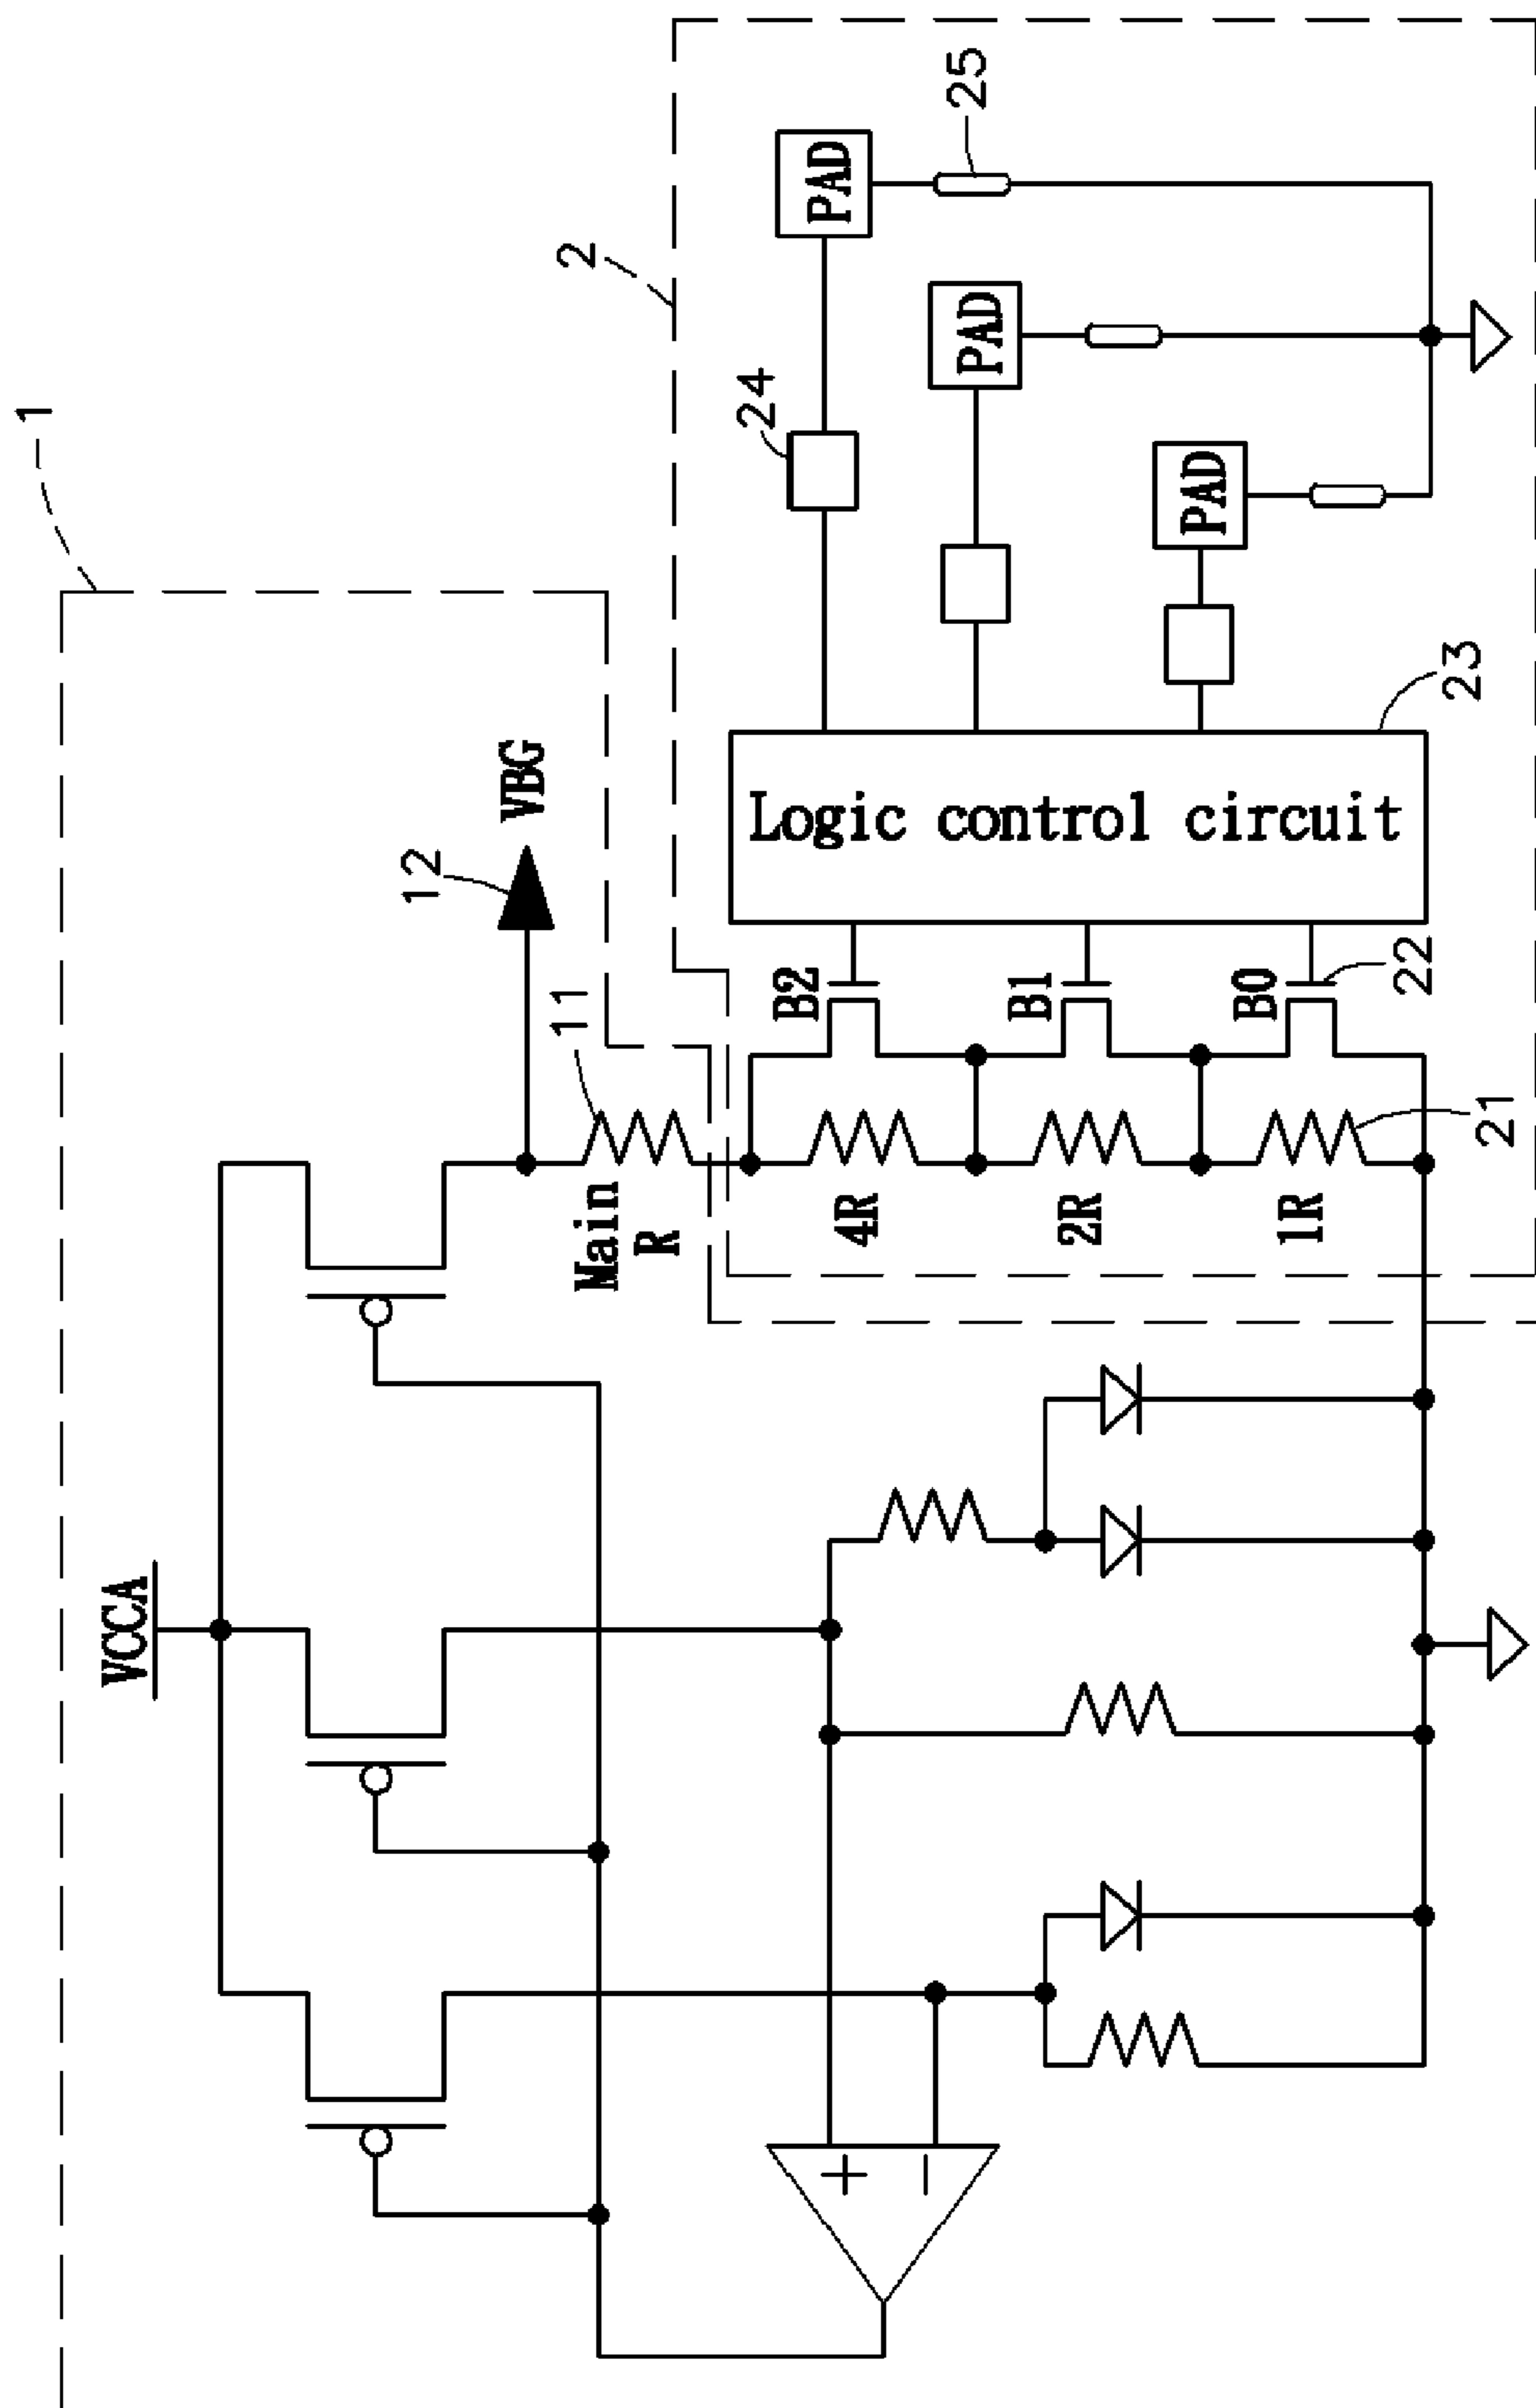 1
VCCA
12
VBG
2
Main
R
11
4R
2R
1R
B2
B1
B0
21
22
Logic control circuit
23
24
PAD
PAD
PAD
25
+
−